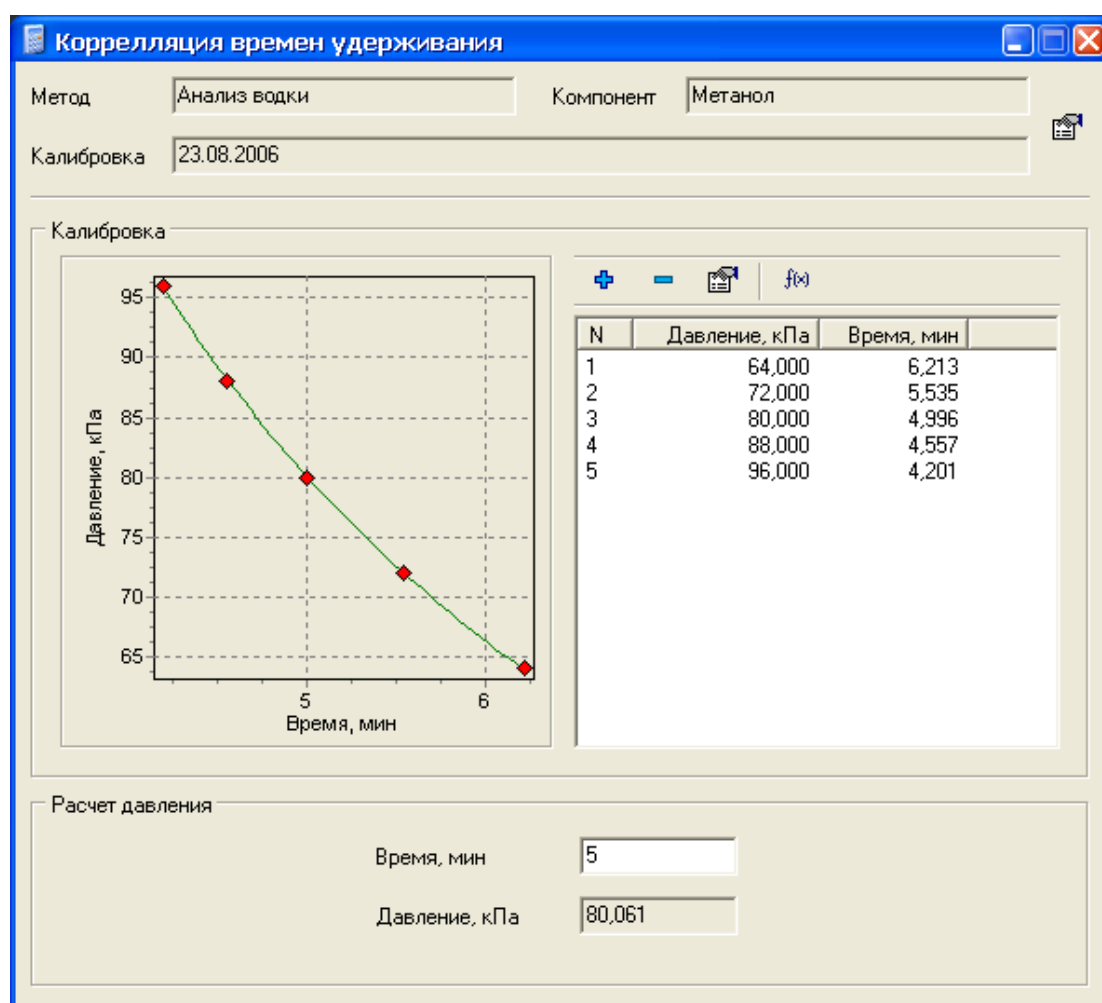 Коррелляция времен удерживания
Метод Анализ водки Компонент Метанол
Калибровка 23.08.2006
Калибровка
95
90
85
80
75
70
65
Давление, кПа
5 6
Время, мин
f(x)
N Давление, кПа Время, мин
1 64,000 6,213
2 72,000 5,535
3 80,000 4,996
4 88,000 4,557
5 96,000 4,201
Расчет давления
Время, мин 5
Давление, кПа 80,061